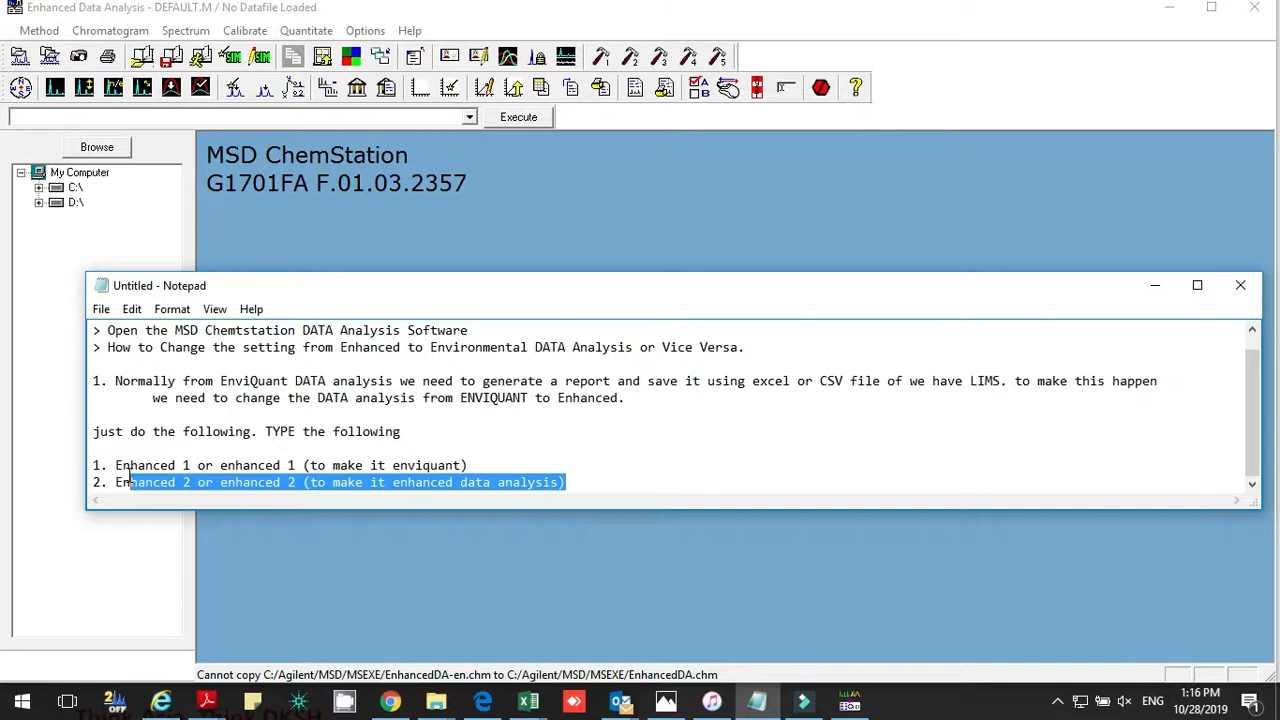 Enhanced Data Analysis - DEFAULT.M / No Datafile Loaded
Method Chromatogram Spectrum Calibrate Quantitate Options Help
Execute
Browse
My Computer
C:\
D:\
MSD ChemStation
G1701FA F.01.03.2357
Untitled - Notepad
File Edit Format View Help
> Open the MSD Chemtstation DATA Analysis Software
> How to Change the setting from Enhanced to Environmental DATA Analysis or Vice Versa.
1. Normally from EnviQuant DATA analysis we need to generate a report and save it using excel or CSV file of we have LIMS. to make this happen
we need to change the DATA analysis from ENVIQUANT to Enhanced.
just do the following. TYPE the following
1. Enhanced 1 or enhanced 1 (to make it enviquant)
2. Enhanced 2 or enhanced 2 (to make it enhanced data analysis)
Cannot copy C:/Agilent/MSD/MSEXE/EnhancedDA-en.chm to C:/Agilent/MSD/MSEXE/EnhancedDA.chm
ENG
1:16 PM
10/28/2019